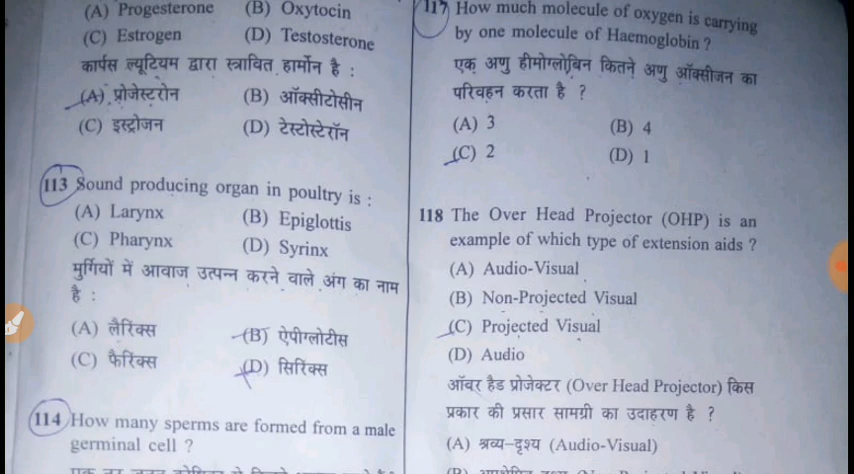 (A) Progesterone (B) Oxytocin
(C) Estrogen (D) Testosterone
कार्पस ल्यूटियम द्वारा स्त्रावित हार्मोन है :
(A) प्रोजेस्टरोन (B) ऑक्सीटोसीन
(C) इस्ट्रोजन (D) टेस्टोस्टेरॉन
113 Sound producing organ in poultry is :
(A) Larynx (B) Epiglottis
(C) Pharynx (D) Syrinx
मुर्गियों में आवाज उत्पन्न करने वाले अंग का नाम
है :
(A) लैरिंक्स (B) ऐपीग्लोटीस
(C) फैरिंक्स (D) सिरिंक्स
114 How many sperms are formed from a male
germinal cell ?
117 How much molecule of oxygen is carrying
by one molecule of Haemoglobin ?
एक अणु हीमोग्लोबिन कितने अणु ऑक्सीजन का
परिवहन करता है ?
(A) 3 (B) 4
(C) 2 (D) 1
118 The Over Head Projector (OHP) is an
example of which type of extension aids ?
(A) Audio-Visual
(B) Non-Projected Visual
(C) Projected Visual
(D) Audio
ऑवर हैड प्रोजेक्टर (Over Head Projector) किस
प्रकार की प्रसार सामग्री का उदाहरण है ?
(A) श्रव्य-दृश्य (Audio-Visual)